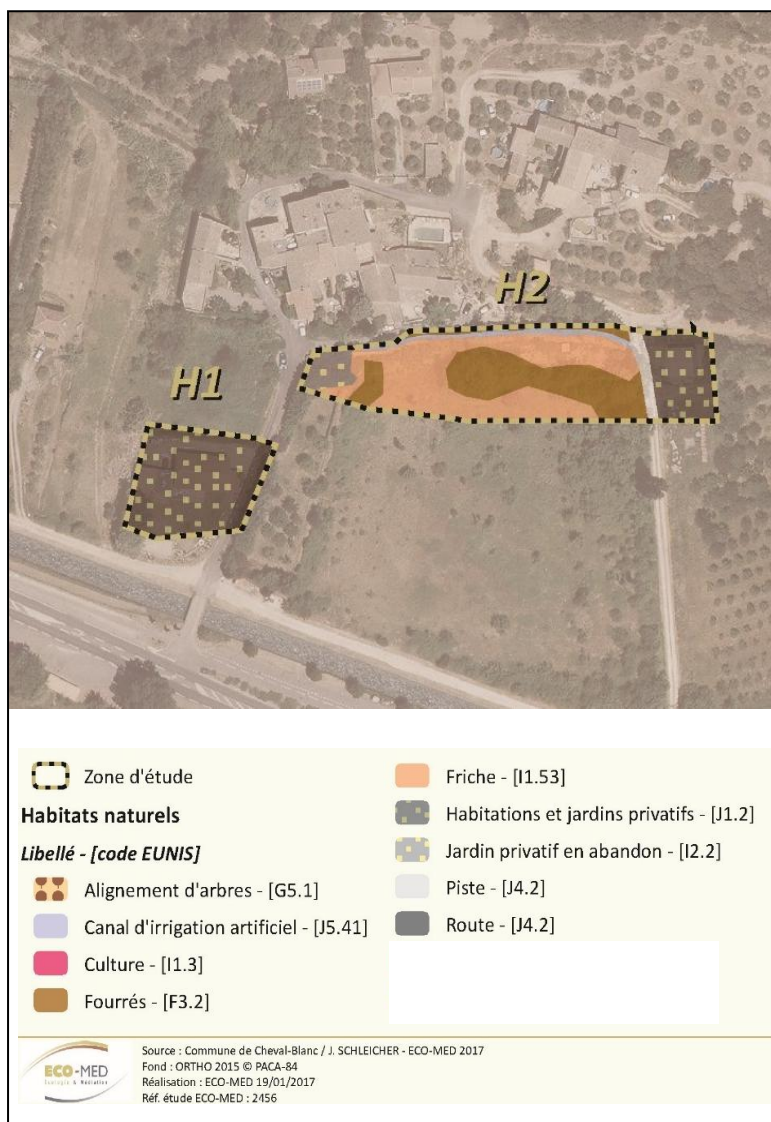 H2
H1
Zone d'étude
Habitats naturels
Libellé - [code EUNIS]
Alignement d'arbres - [G5.1]
Canal d'irrigation artificiel - [J5.41]
Culture - [I1.3]
Fourrés - [F3.2]
Friche - [I1.53]
Habitations et jardins privatifs - [J1.2]
Jardin privatif en abandon - [I2.2]
Piste - [J4.2]
Route - [J4.2]
ECO-MED
Ecologie & Médiation
Source : Commune de Cheval-Blanc / J. SCHLEICHER - ECO-MED 2017
Fond : ORTHO 2015 © PACA-84
Réalisation : ECO-MED 19/01/2017
Réf. étude ECO-MED : 2456